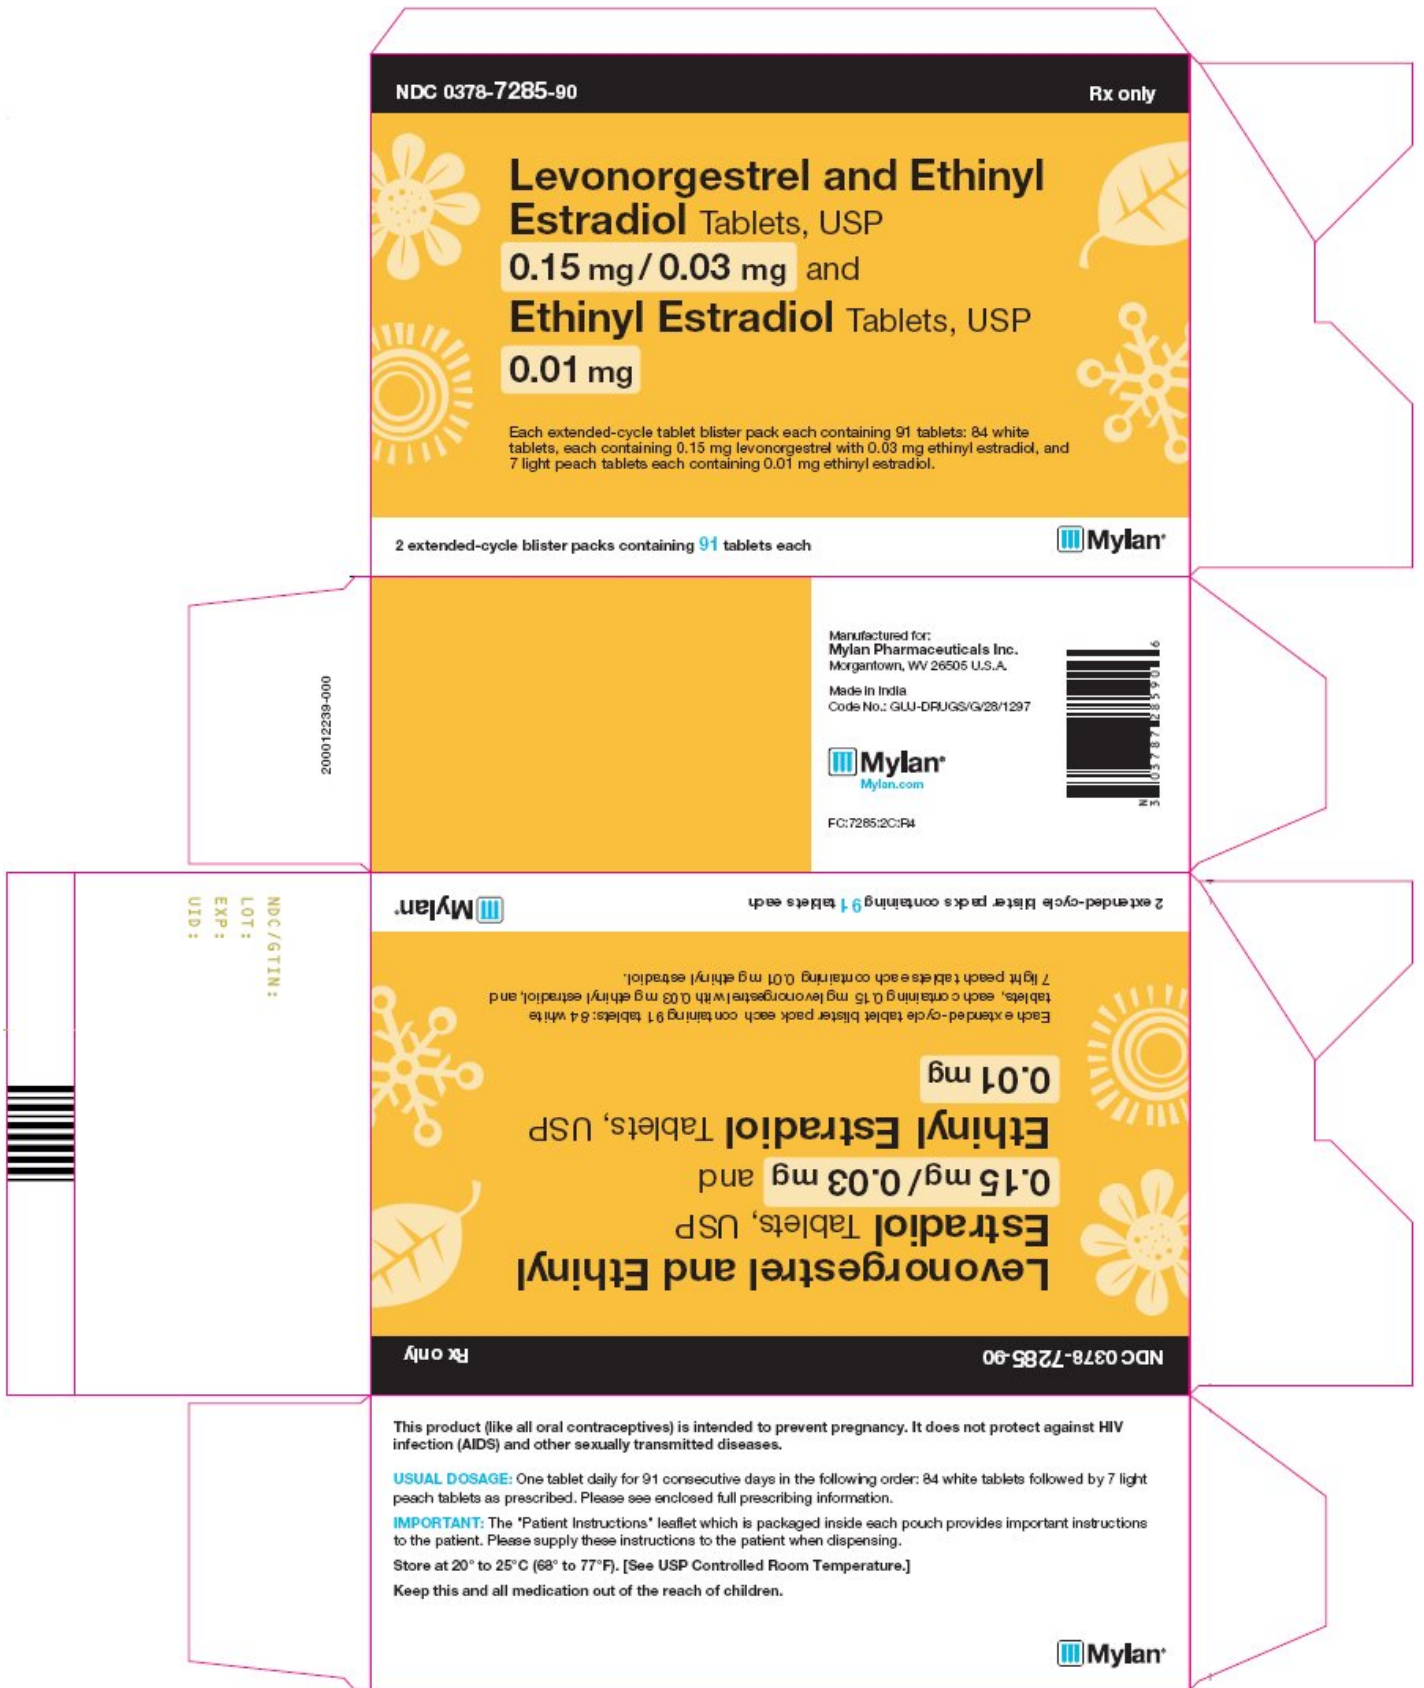 NDC 0378-7285-90
Rx only
Levonorgestrel and Ethinyl
Estradiol Tablets, USP
0.15 mg/0.03 mg and
Ethinyl Estradiol Tablets, USP
0.01 mg
Each extended-cycle tablet blister pack each containing 91 tablets: 84 white
tablets, each containing 0.15 mg levonorgestrel with 0.03 mg ethinyl estradiol, and
7 light peach tablets each containing 0.01 mg ethinyl estradiol.
2 extended-cycle blister packs containing 91 tablets each
Mylan®
200012239-000
Manufactured for:
Mylan Pharmaceuticals Inc.
Morgantown, WV 26505 U.S.A.
Made in India
Code No.: GUJ-DRUGS/G/28/1297
Mylan®
Mylan.com
FC:7285:2C:R4
N
3 03787 28590 6
NDC/GTIN:
LOT:
EXP:
UID:
NDC 0378-7285-90
Rx only
Levonorgestrel and Ethinyl
Estradiol Tablets, USP
0.15 mg/0.03 mg and
Ethinyl Estradiol Tablets, USP
0.01 mg
Each extended-cycle tablet blister pack each containing 91 tablets: 84 white
tablets, each containing 0.15 mg levonorgestrel with 0.03 mg ethinyl estradiol, and
7 light peach tablets each containing 0.01 mg ethinyl estradiol.
2 extended-cycle blister packs containing 91 tablets each
Mylan®
This product (like all oral contraceptives) is intended to prevent pregnancy. It does not protect against HIV
infection (AIDS) and other sexually transmitted diseases.
USUAL DOSAGE: One tablet daily for 91 consecutive days in the following order: 84 white tablets followed by 7 light
peach tablets as prescribed. Please see enclosed full prescribing information.
IMPORTANT: The "Patient Instructions" leaflet which is packaged inside each pouch provides important instructions
to the patient. Please supply these instructions to the patient when dispensing.
Store at 20° to 25°C (68° to 77°F). [See USP Controlled Room Temperature.]
Keep this and all medication out of the reach of children.
Mylan®